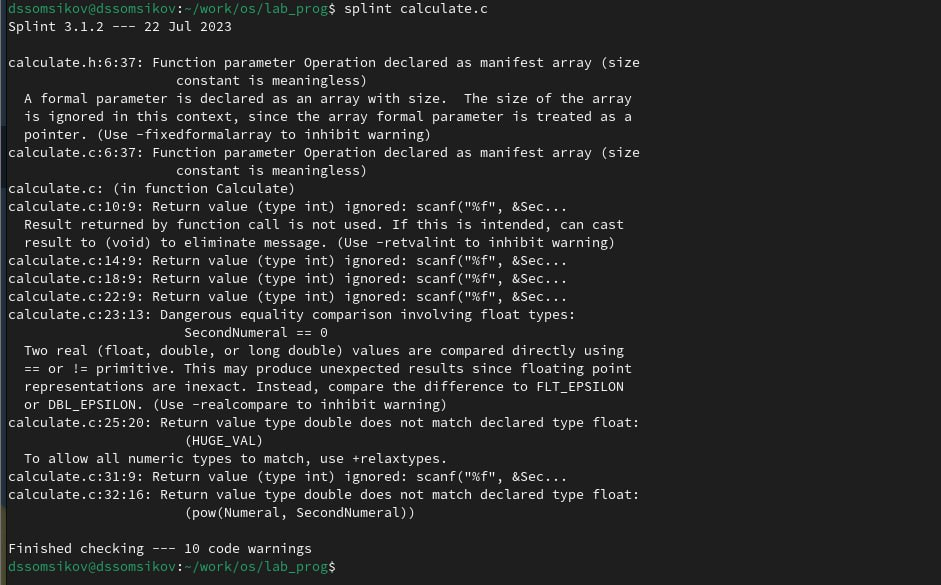 dssomsikov@dssomsikov:~/work/os/lab_prog$ splint calculate.c
Splint 3.1.2 --- 22 Jul 2023
calculate.h:6:37: Function parameter Operation declared as manifest array (size
constant is meaningless)
A formal parameter is declared as an array with size.  The size of the array
is ignored in this context, since the array formal parameter is treated as a
pointer. (Use -fixedformalarray to inhibit warning)
calculate.c:6:37: Function parameter Operation declared as manifest array (size
constant is meaningless)
calculate.c: (in function Calculate)
calculate.c:10:9: Return value (type int) ignored: scanf("%f", &Sec...
Result returned by function call is not used. If this is intended, can cast
result to (void) to eliminate message. (Use -retvalint to inhibit warning)
calculate.c:14:9: Return value (type int) ignored: scanf("%f", &Sec...
calculate.c:18:9: Return value (type int) ignored: scanf("%f", &Sec...
calculate.c:22:9: Return value (type int) ignored: scanf("%f", &Sec...
calculate.c:23:13: Dangerous equality comparison involving float types:
SecondNumeral == 0
Two real (float, double, or long double) values are compared directly using
== or != primitive. This may produce unexpected results since floating point
representations are inexact. Instead, compare the difference to FLT_EPSILON
or DBL_EPSILON. (Use -realcompare to inhibit warning)
calculate.c:25:20: Return value type double does not match declared type float:
(HUGE_VAL)
To allow all numeric types to match, use +relaxtypes.
calculate.c:31:9: Return value (type int) ignored: scanf("%f", &Sec...
calculate.c:32:16: Return value type double does not match declared type float:
(pow(Numeral, SecondNumeral))
Finished checking --- 10 code warnings
dssomsikov@dssomsikov:~/work/os/lab_prog$